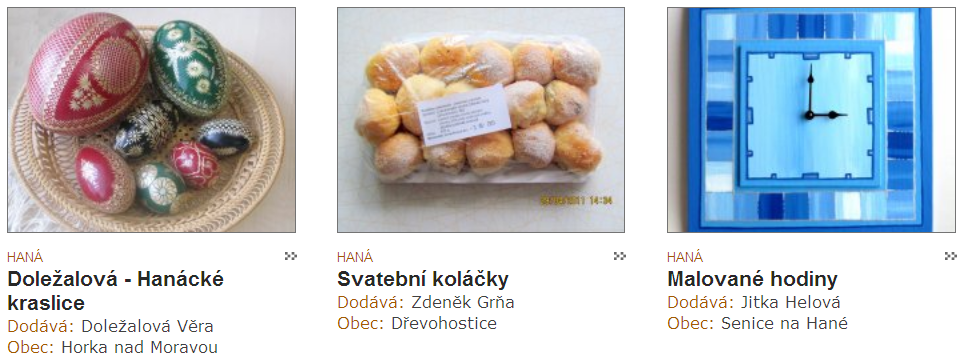 HANÁ
Doležalová - Hanácké
kraslice
Dodává: Doležalová Věra
Obec: Horka nad Moravou
HANÁ
Svatební koláčky
Dodává: Zdeněk Grňa
Obec: Dřevohostice
HANÁ
Malované hodiny
Dodává: Jitka Helová
Obec: Senice na Hané